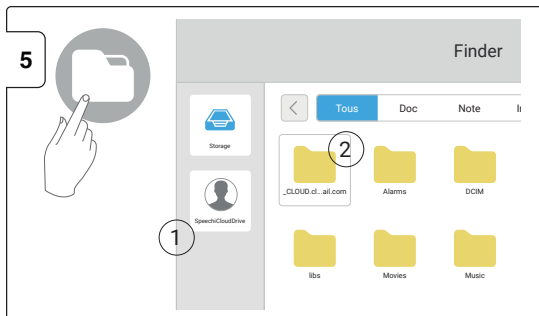 5
Finder
Tous Doc Note
Storage
2
_CLOUD.cl...ail.com Alarms DCIM
SpeechiCloudDrive
1
libs Movies Music